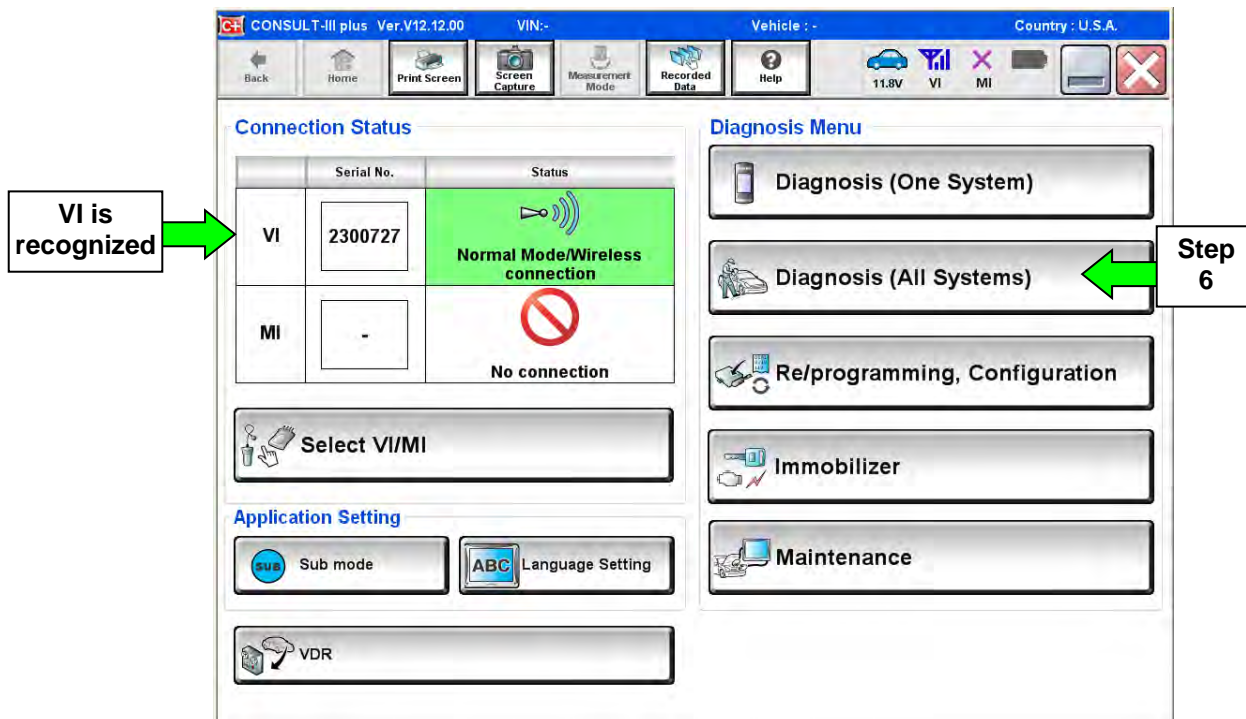 C+ CONSULT-III plus Ver.V12.12.00 VIN:- Vehicle : - Country : U.S.A.
Back
Home
Print Screen
Screen
Capture
Measurement
Mode
Recorded
Data
Help
11.8V
VI
MI
Connection Status
Serial No.
Status
VI
2300727
Normal Mode/Wireless
connection
MI
-
No connection
Select VI/MI
Application Setting
SUB
Sub mode
ABC
Language Setting
VDR
Diagnosis Menu
Diagnosis (One System)
Diagnosis (All Systems)
Re/programming, Configuration
Immobilizer
Maintenance
VI is
recognized
Step
6